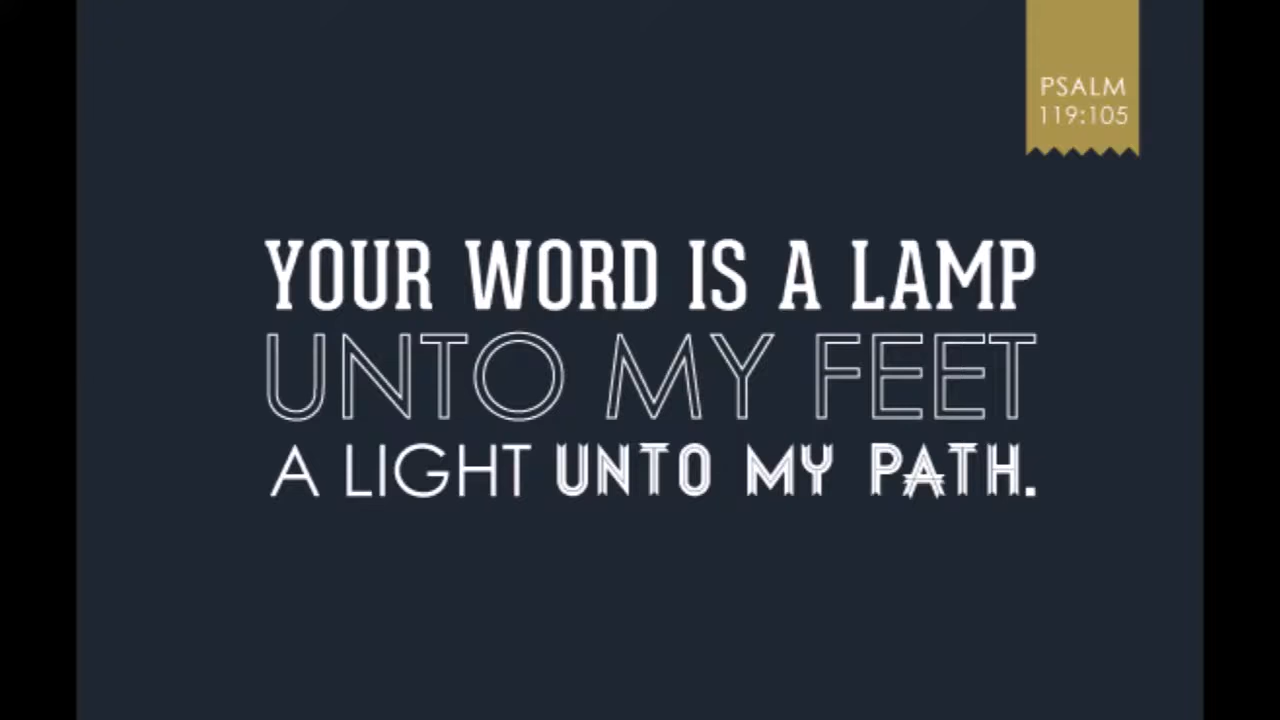 PSALM
119:105
YOUR WORD IS A LAMP
UNTO MY FEET
A LIGHT UNTO MY PATH.